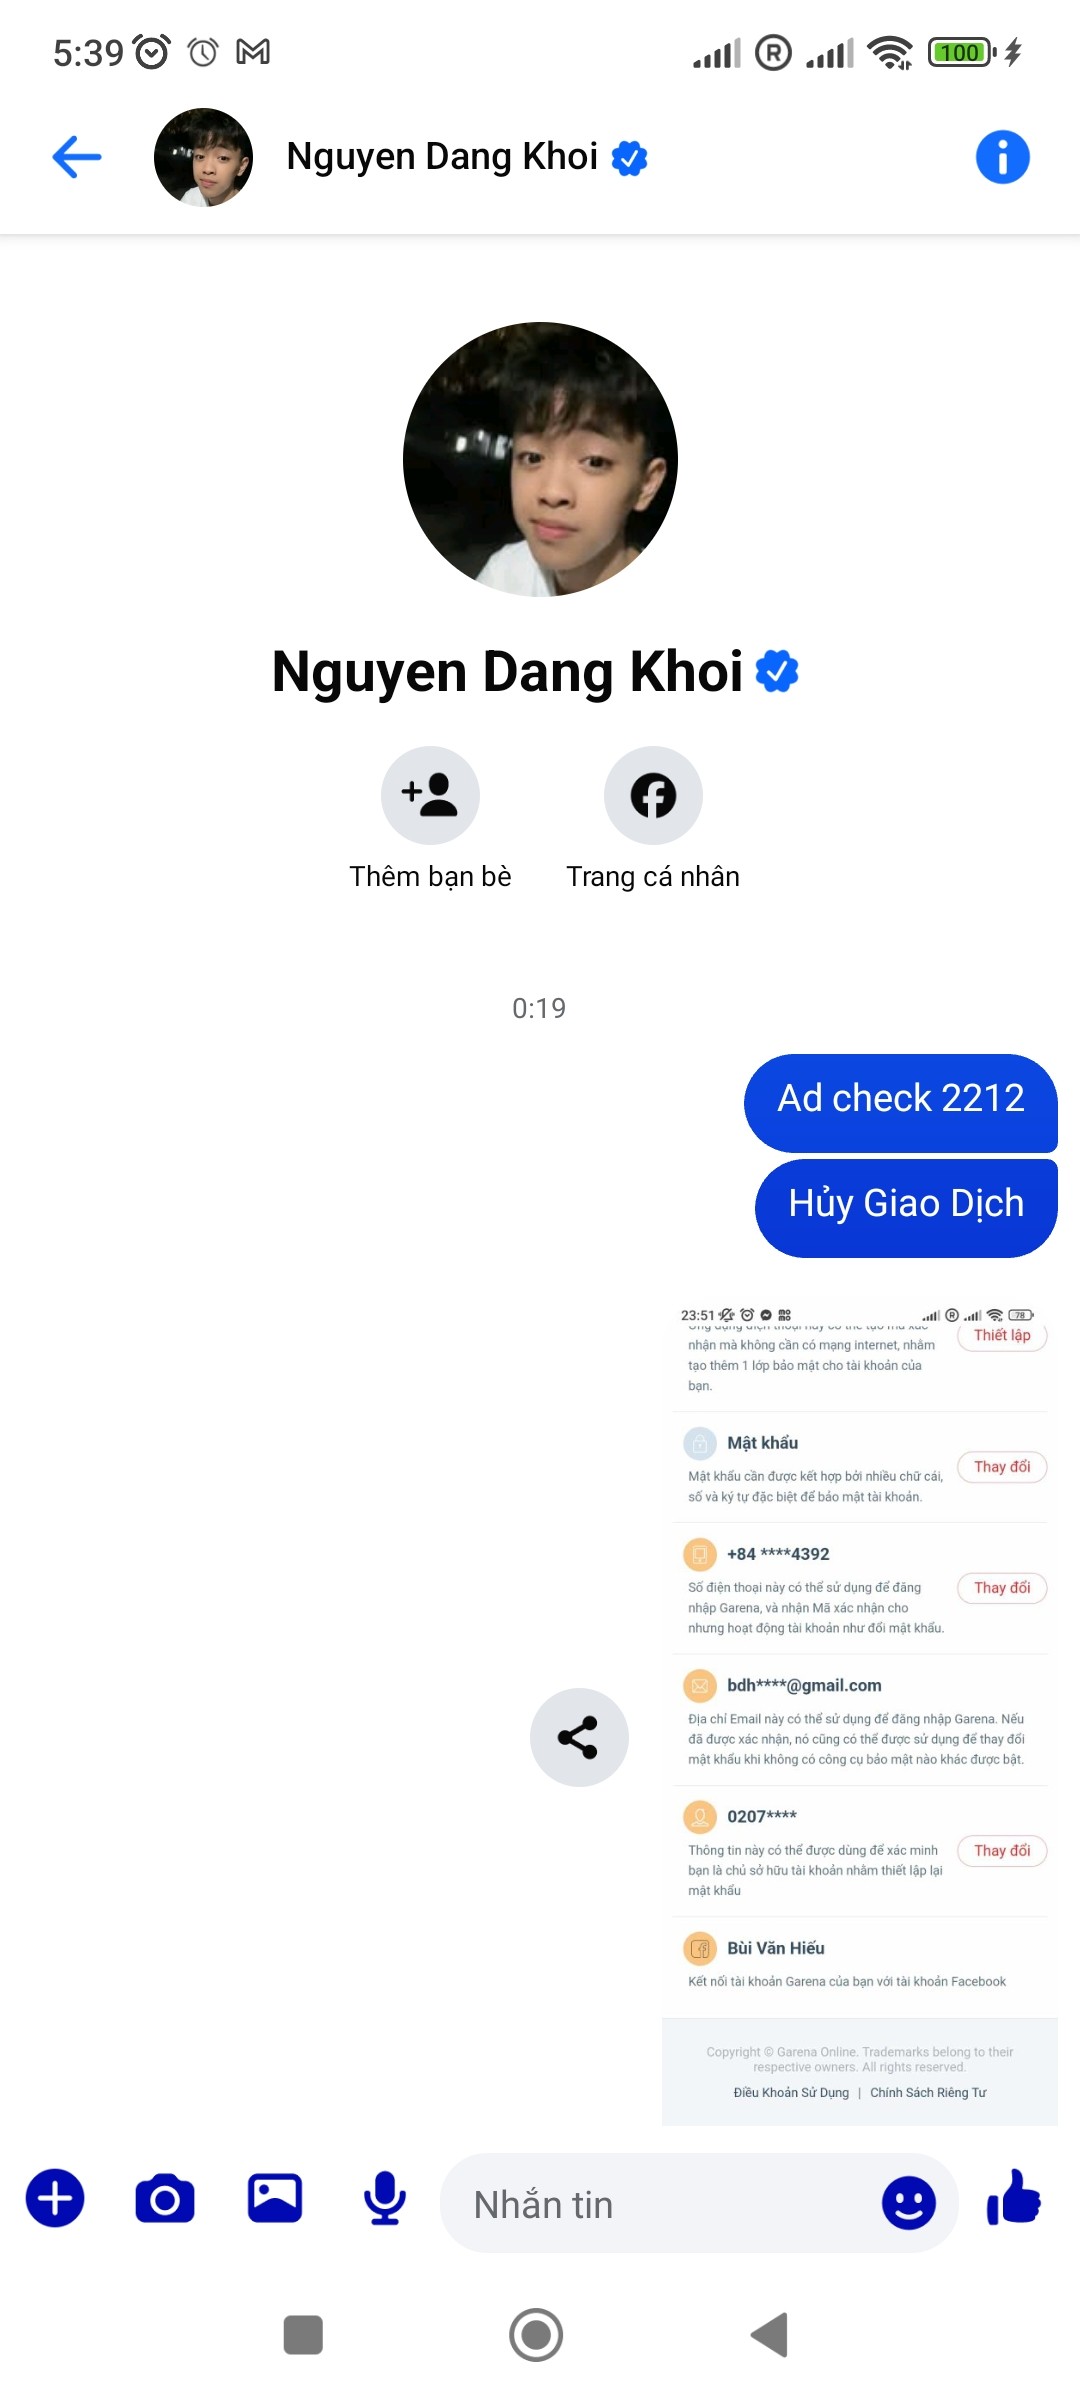 5:39
100
Nguyen Dang Khoi
Nguyen Dang Khoi
Thêm bạn bè
Trang cá nhân
0:19
Ad check 2212
Hủy Giao Dịch
23:51
78
Thiết lập
nhận mà không cần có mạng internet, nhằm
tạo thêm 1 lớp bảo mật cho tài khoản của
bạn.
Mật khẩu
Thay đổi
Mật khẩu cần được kết hợp bởi nhiều chữ cái,
số và ký tự đặc biệt để bảo mật tài khoản.
+84 ****4392
Thay đổi
Số điện thoại này có thể sử dụng để đăng
nhập Garena, và nhận Mã xác nhận cho
nhưng hoạt động tài khoản như đổi mật khẩu.
bdh****@gmail.com
Địa chỉ Email này có thể sử dụng để đăng nhập Garena. Nếu
đã được xác nhận, nó cũng có thể được sử dụng để thay đổi
mật khẩu khi không có công cụ bảo mật nào khác được bật.
0207****
Thay đổi
Thông tin này có thể được dùng để xác minh
bạn là chủ sở hữu tài khoản nhằm thiết lập lại
mật khẩu
Bùi Văn Hiếu
Kết nối tài khoản Garena của bạn với tài khoản Facebook
Copyright © Garena Online. Trademarks belong to their
respective owners. All rights reserved.
Điều Khoản Sử Dụng | Chính Sách Riêng Tư
Nhắn tin